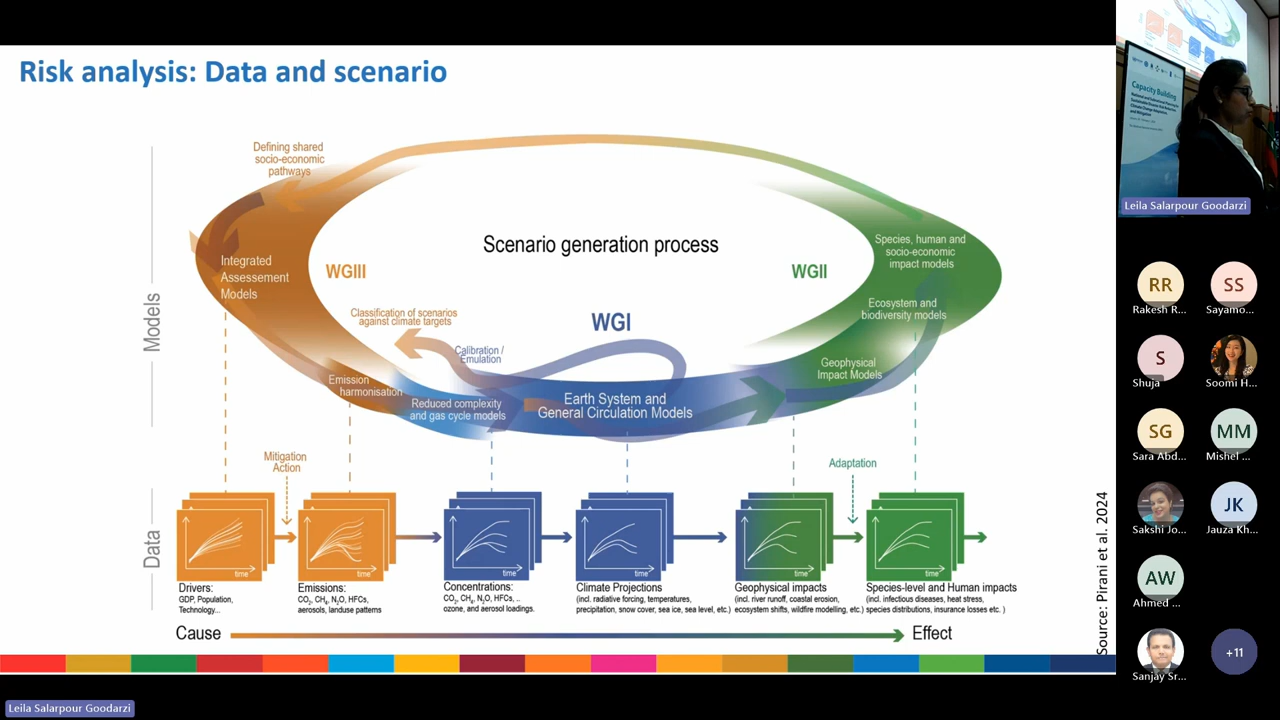 Risk analysis: Data and scenario
Defining shared
socio-economic
pathways
Scenario generation process
Species, human and
socio-economic
impact models
Integrated
Assessement
Models
WGIII
WGII
Ecosystem and
biodiversity models
Classification of scenarios
against climate targets
WGI
Calibration /
Emulation
Geophysical
Impact Models
Emission
harmonisation
Reduced complexity
and gas cycle models
Earth System and
General Circulation Models
Models
Mitigation
Action
Adaptation
Data
time
time
time
time
time
time
Drivers:
GDP, Population,
Technology...
Emissions:
CO₂, CH₄, N₂O, HFCs,
aerosols, landuse patterns
Concentrations:
CO₂, CH₄, N₂O, HFCs, ..
ozone, and aerosol loadings.
Climate Projections
(incl. radiative forcing, temperatures,
precipitation, snow cover, sea ice, sea level, etc.)
Geophysical impacts
(incl. river runoff, coastal erosion,
ecosystem shifts, wildfire modelling, etc.)
Species-level and Human impacts
(incl. infectious diseases, heat stress,
species distributions, insurance losses etc. )
Cause
Effect
Source: Pirani et al. 2024
Capacity Building
Leila Salarpour Goodarzi
RR
Rakesh R...
SS
Sayamo...
S
Shuja
Soomi H...
SG
Sara Abd...
MM
Mishel ...
Sakshi Jo...
JK
Jauza Kh...
AW
Ahmed ...
Sanjay Sr...
+11
Leila Salarpour Goodarzi